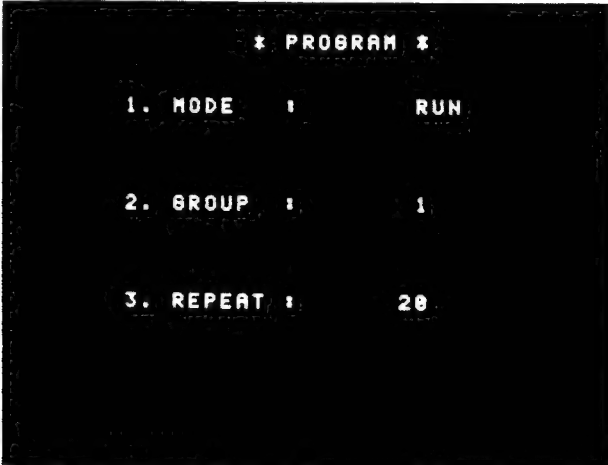 * PROGRAM *
1. MODE : RUN
2. GROUP : 1
3. REPEAT : 20